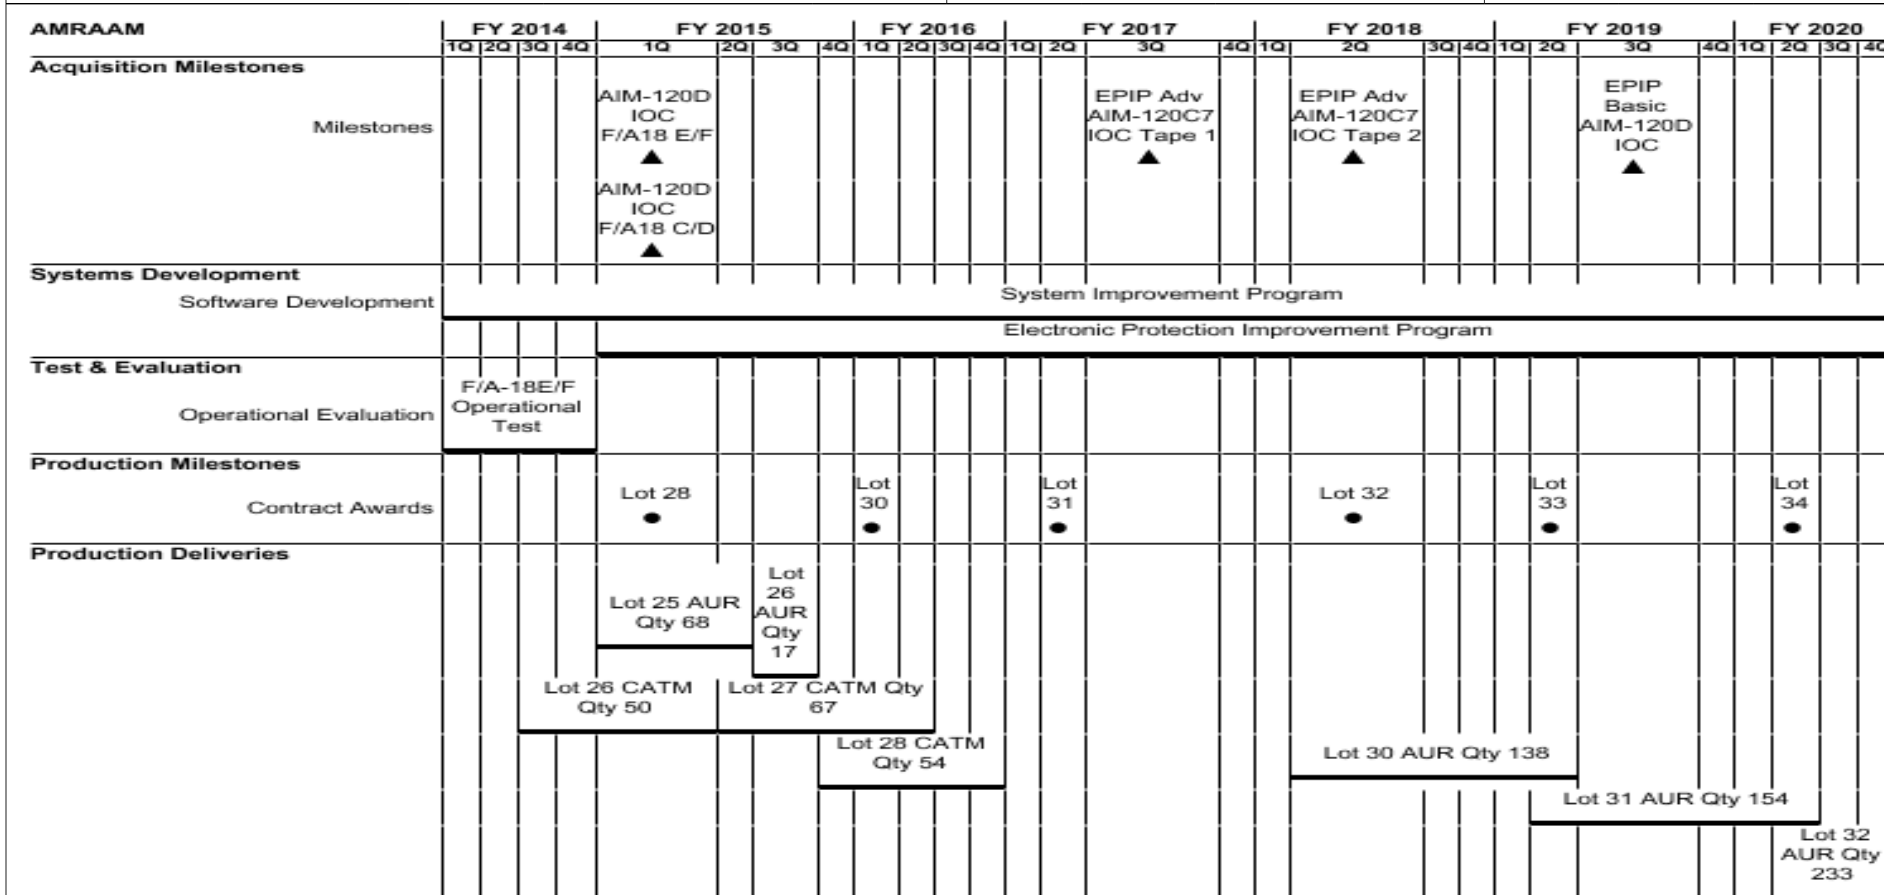 AMRAAM FY 2014 FY 2015 FY 2016 FY 2017 FY 2018 FY 2019 FY 2020
1Q 2Q 3Q 4Q 1Q 2Q 3Q 4Q 1Q 2Q 3Q 4Q 1Q 2Q 3Q 4Q 1Q 2Q 3Q 4Q 1Q 2Q 3Q 4Q 1Q 2Q 3Q 4Q
Acquisition Milestones
Milestones
AIM-120D
IOC
F/A18 E/F
EPIP Adv
AIM-120C7
IOC Tape 1
EPIP Adv
AIM-120C7
IOC Tape 2
EPIP
Basic
AIM-120D
IOC
AIM-120D
IOC
F/A18 C/D
Systems Development
Software Development
System Improvement Program
Electronic Protection Improvement Program
Test & Evaluation
Operational Evaluation
F/A-18E/F
Operational
Test
Production Milestones
Contract Awards
Lot 28
Lot
30
Lot
31
Lot 32
Lot
33
Lot
34
Production Deliveries
Lot 25 AUR
Qty 68
Lot
26
AUR
Qty
17
Lot 26 CATM
Qty 50
Lot 27 CATM Qty
67
Lot 28 CATM
Qty 54
Lot 30 AUR Qty 138
Lot 31 AUR Qty 154
Lot 32
AUR Qty
233